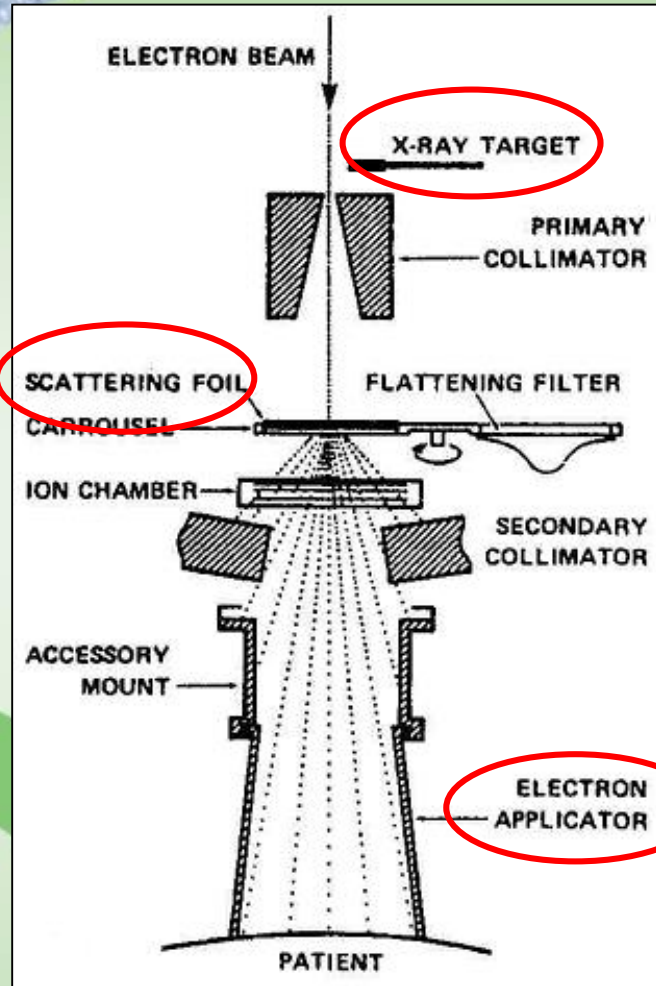 ELECTRON BEAM
X-RAY TARGET
PRIMARY
COLLIMATOR
SCATTERING FOIL
CARROUSEL
FLATTENING FILTER
ION CHAMBER
SECONDARY
COLLIMATOR
ACCESSORY
MOUNT
ELECTRON
APPLICATOR
PATIENT